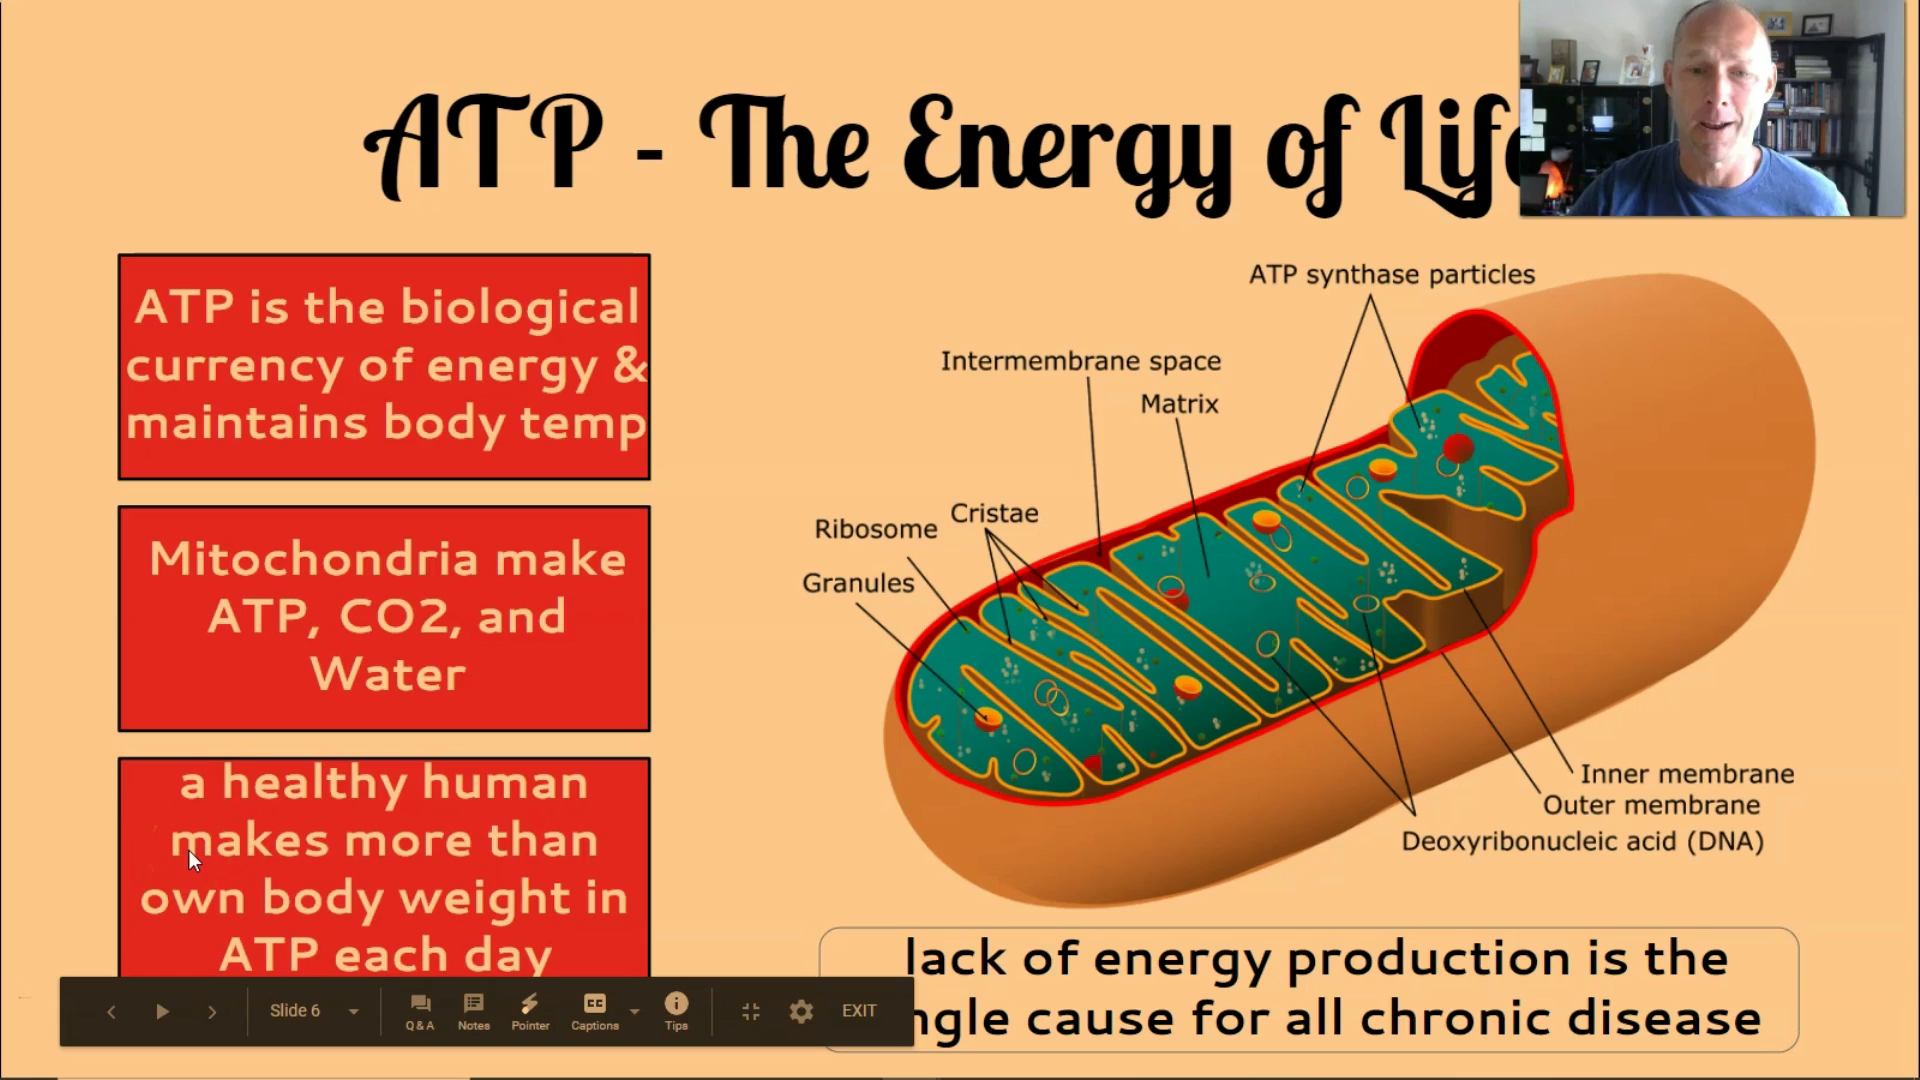 ATP - The Energy of
ATP is the biological
currency of energy &
maintains body temp
Mitochondria make
ATP, CO2, and
Water
a healthy human
makes more than
own body weight in
ATP each day
ATP synthase particles
Intermembrane space
Matrix
Cristae
Ribosome
Granules
Inner membrane
Outer membrane
Deoxyribonucleic acid (DNA)
lack of energy production is the
cause for all chronic disease
Slide 6
Q & A
Notes
Pointer
CC
Captions
Tips
EXIT